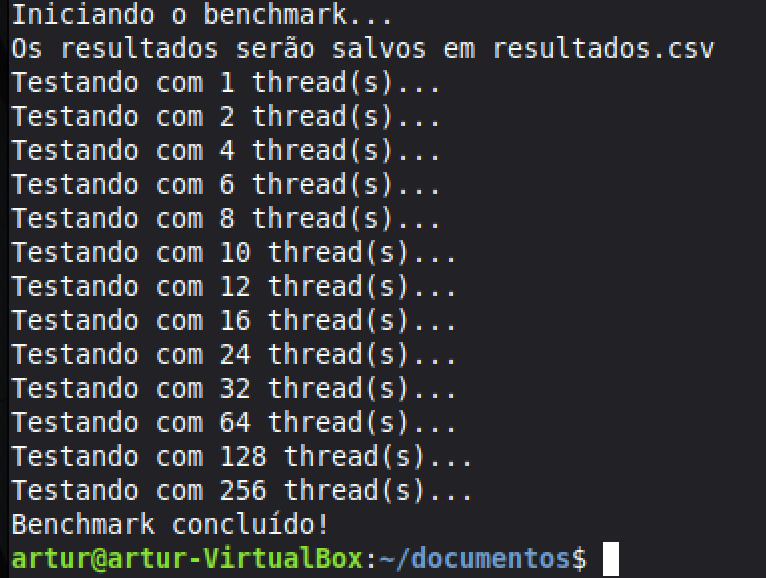 Iniciando o benchmark...
Os resultados serão salvos em resultados.csv
Testando com 1 thread(s)...
Testando com 2 thread(s)...
Testando com 4 thread(s)...
Testando com 6 thread(s)...
Testando com 8 thread(s)...
Testando com 10 thread(s)...
Testando com 12 thread(s)...
Testando com 16 thread(s)...
Testando com 24 thread(s)...
Testando com 32 thread(s)...
Testando com 64 thread(s)...
Testando com 128 thread(s)...
Testando com 256 thread(s)...
Benchmark concluído!
artur@artur-VirtualBox:~/documentos$